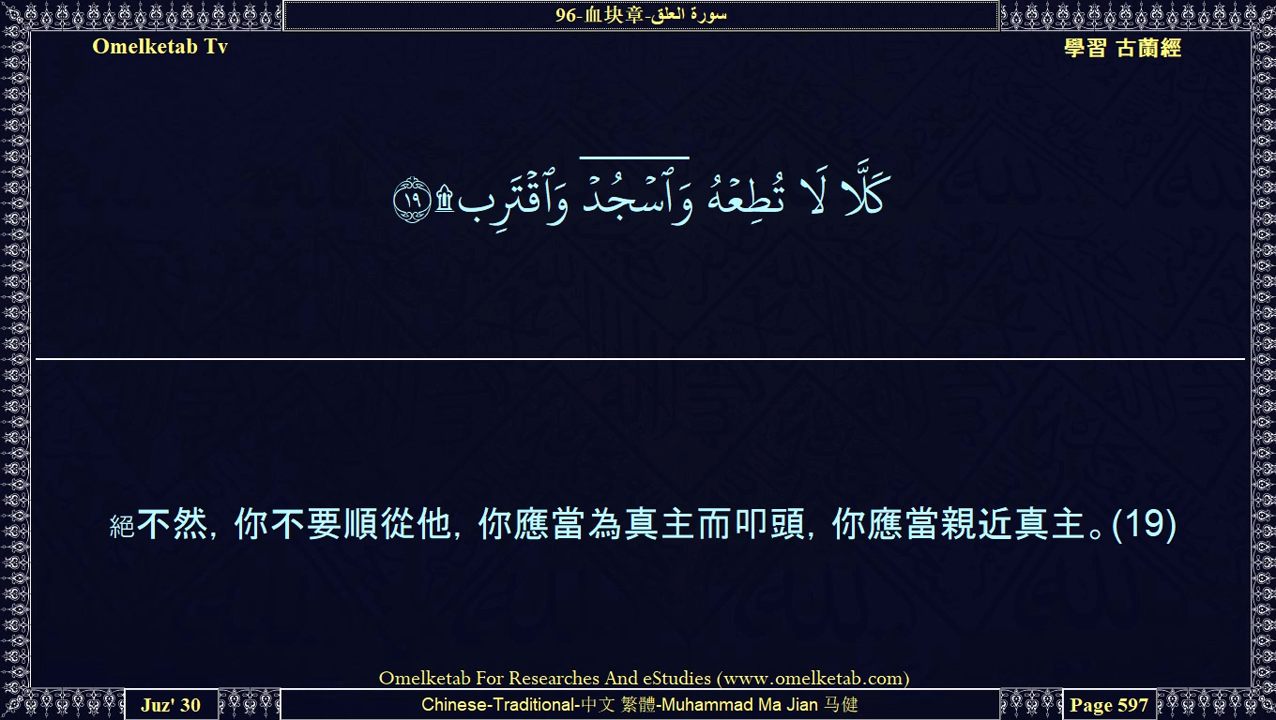 96-血块章-سورة العلق
Omelketab Tv
學習 古蘭經
كَلَّا لَا تُطِعۡهُ وَٱسۡجُدۡۤ وَٱقۡتَرِب۩ ١٩
絕不然，你不要順從他，你應當為真主而叩頭，你應當親近真主。(19)
Omelketab For Researches And eStudies (www.omelketab.com)
Juz' 30
Chinese-Traditional-中文 繁體-Muhammad Ma Jian 马健
Page 597